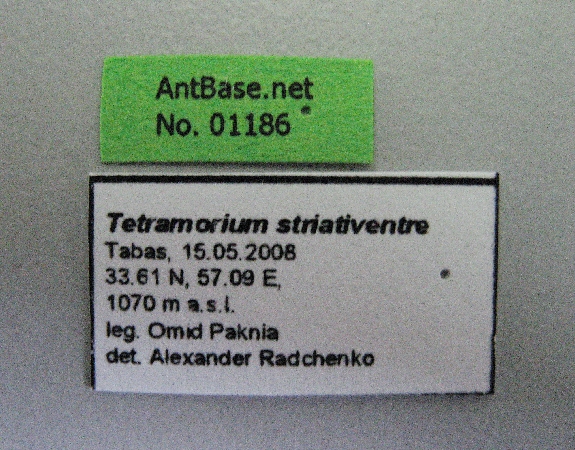 AntBase.net
No. 01186
Tetramorium striativentre
Tabas, 15.05.2008
33.61 N, 57.09 E,
1070 m a.s.l.
leg. Omid Paknia
det. Alexander Radchenko